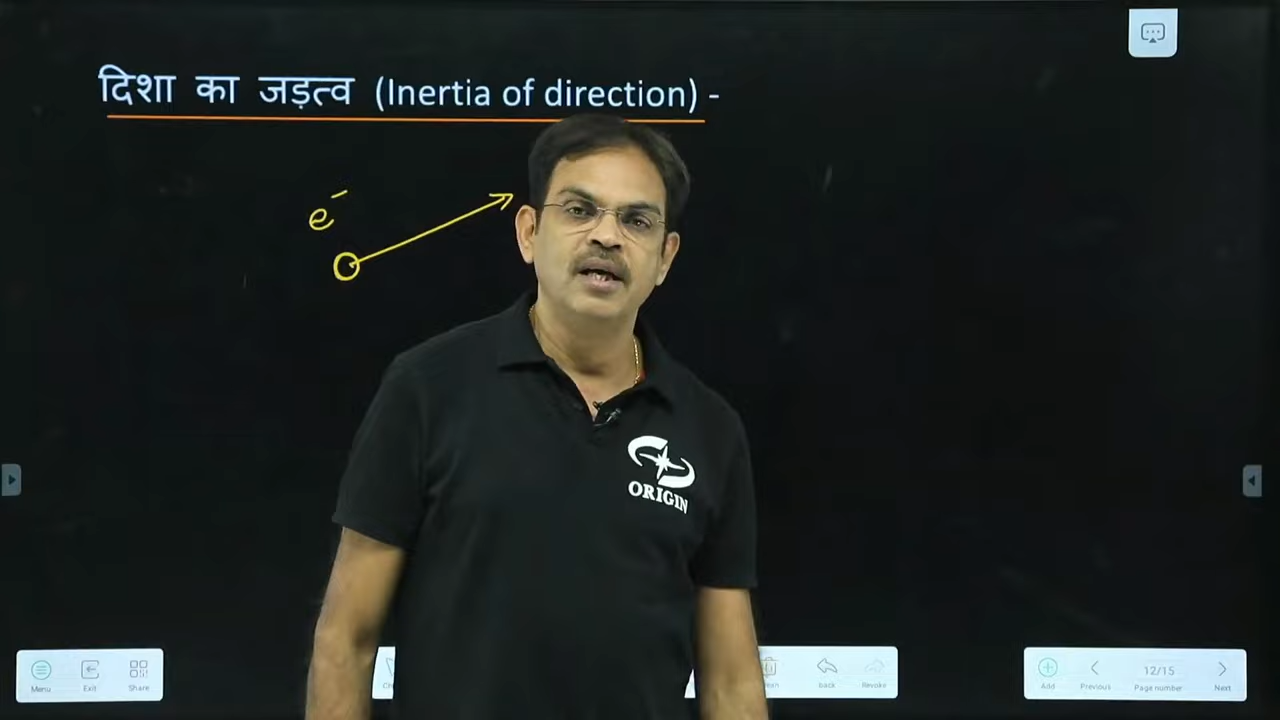 दिशा का जड़त्व (Inertia of direction) -
e⁻
ORIGIN
Menu
Exit
Share
back
Revoke
Add
Previous
12/15
Page number
Next